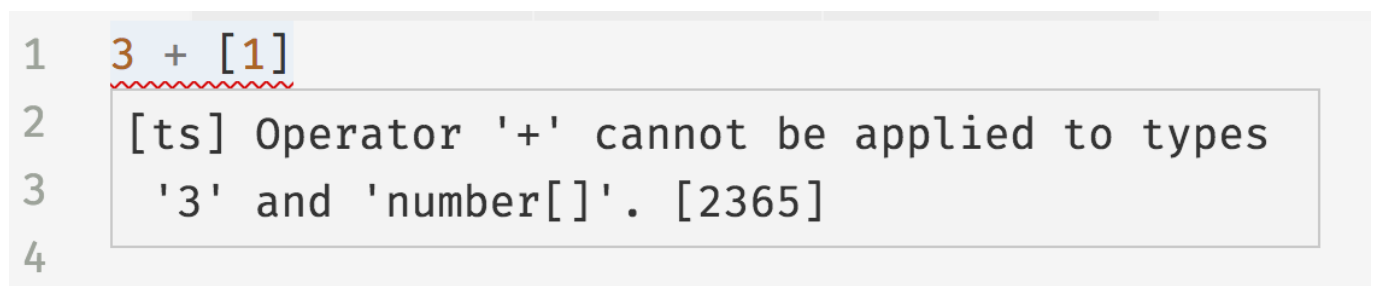 1 3 + [1]
2 [ts] Operator '+' cannot be applied to types
3 '3' and 'number[]'. [2365]
4